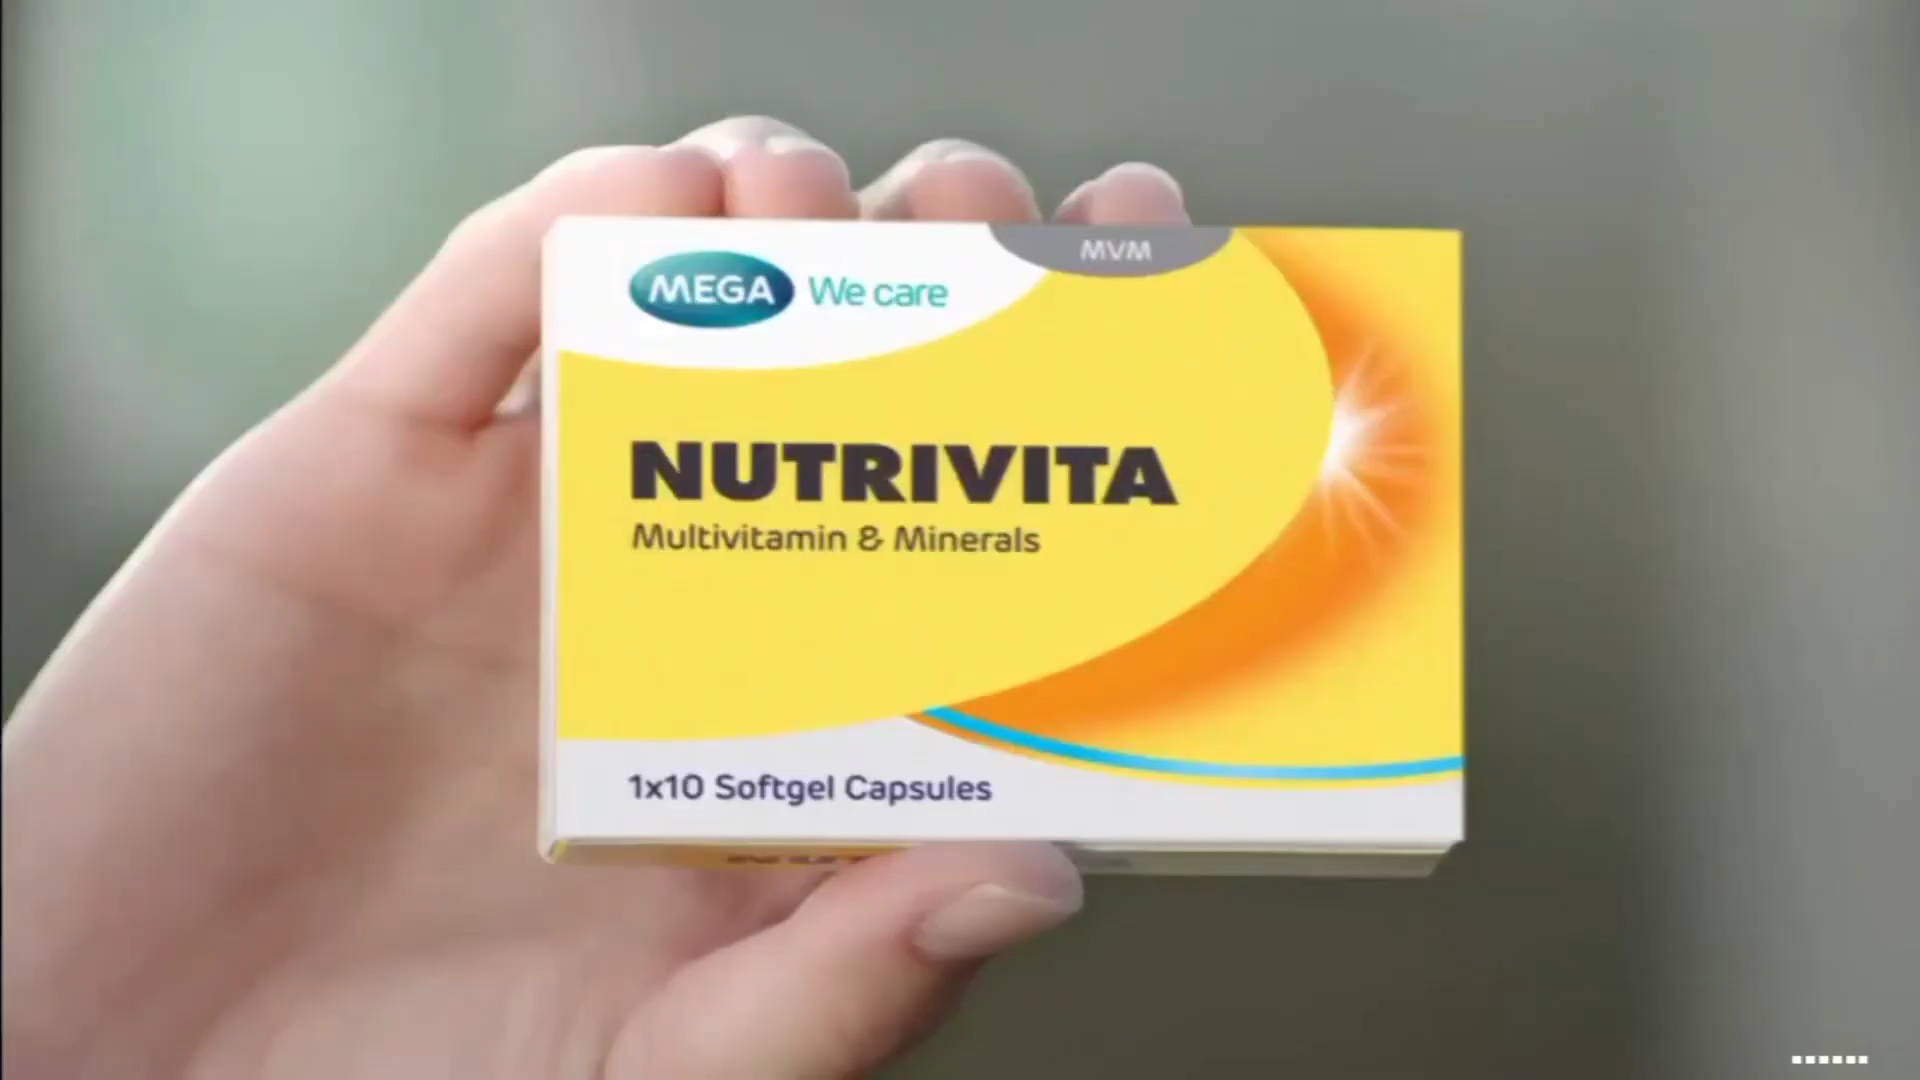 MVM
MEGA We care
NUTRIVITA
Multivitamin & Minerals
1x10 Softgel Capsules